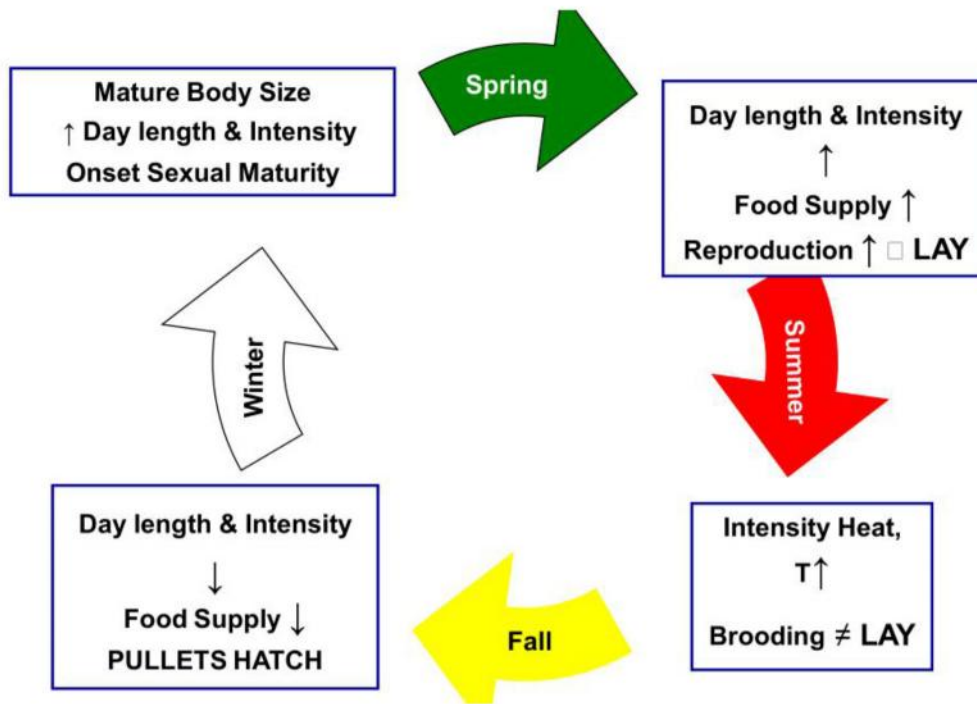 Mature Body Size
↑ Day length & Intensity
Onset Sexual Maturity
Spring
Day length & Intensity
↑
Food Supply ↑
Reproduction ↑ □ LAY
Summer
Intensity Heat,
T↑
Brooding ≠ LAY
Fall
Day length & Intensity
↓
Food Supply ↓
PULLETS HATCH
Winter